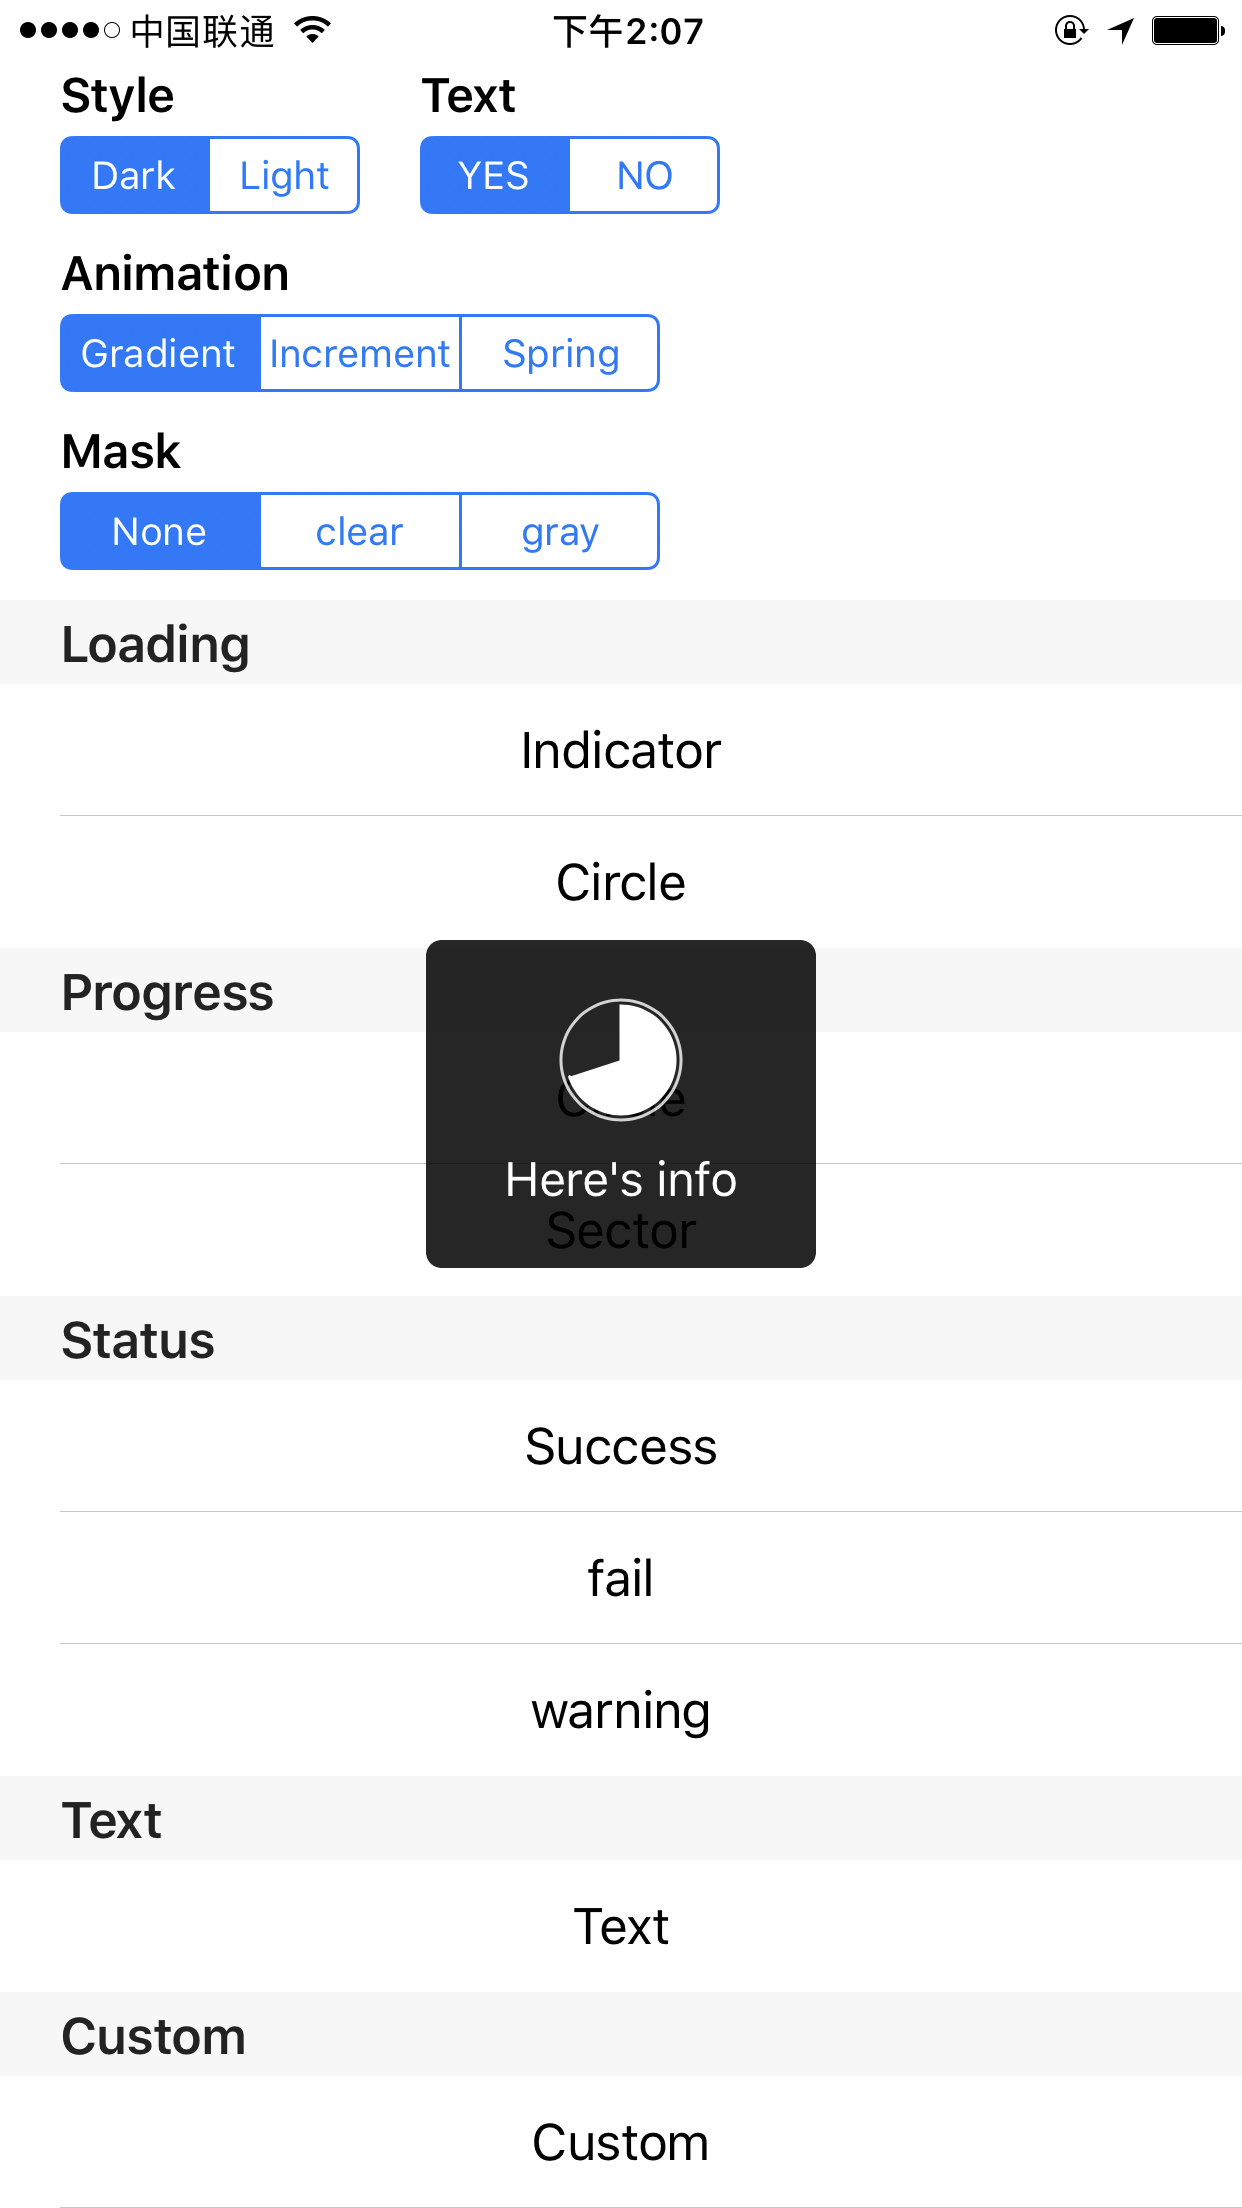 中国联通 下午2:07
Style Text
Dark Light YES NO
Animation
Gradient Increment Spring
Mask
None clear gray
Loading
Indicator
Circle
Progress
Here's info
Sector
Status
Success
fail
warning
Text
Text
Custom
Custom